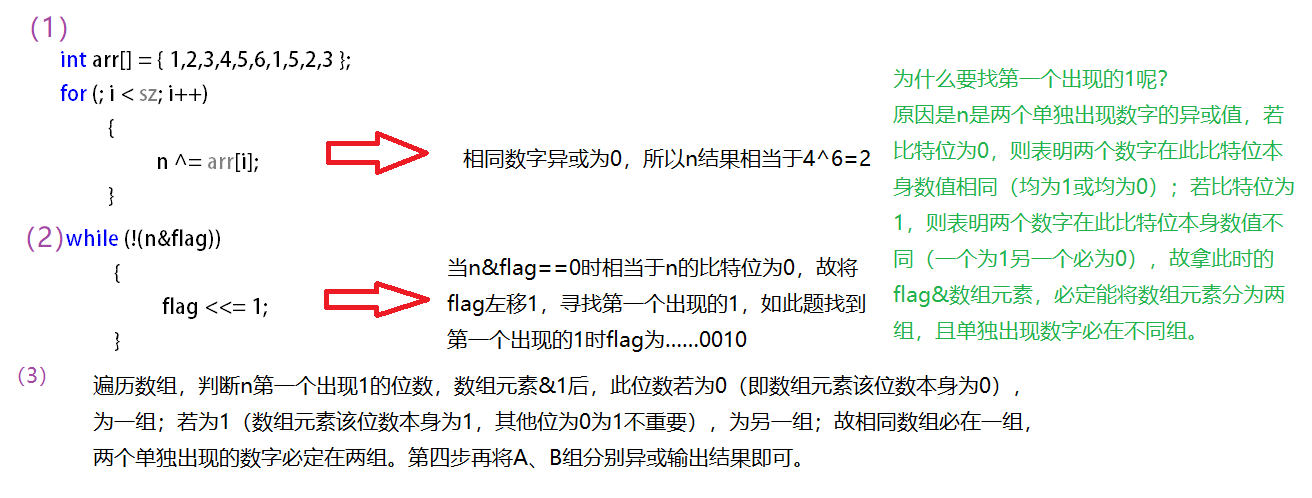 (1)
int arr[] = { 1,2,3,4,5,6,1,5,2,3 };
for (; i < sz; i++)
{
n ^= arr[i];
}
相同数字异或为0，所以n结果相当于4^6=2
(2)while (!(n&flag))
{
flag <<= 1;
}
当n&flag==0时相当于n的比特位为0，故将
flag左移1，寻找第一个出现的1，如此题找到
第一个出现的1时flag为......0010
为什么要找第一个出现的1呢？
原因是n是两个单独出现数字的异或值，若
比特位为0，则表明两个数字在此比特位本
身数值相同（均为1或均为0）；若比特位为
1，则表明两个数字在此比特位本身数值不
同（一个为1另一个必为0），故拿此时的
flag&数组元素，必定能将数组元素分为两
组，且单独出现数字必在不同组。
（3）
遍历数组，判断n第一个出现1的位数，数组元素&1后，此位数若为0（即数组元素该位数本身为0），
为一组；若为1（数组元素该位数本身为1，其他位为0为1不重要），为另一组；故相同数组必在一组，
两个单独出现的数字必定在两组。第四步再将A、B组分别异或输出结果即可。